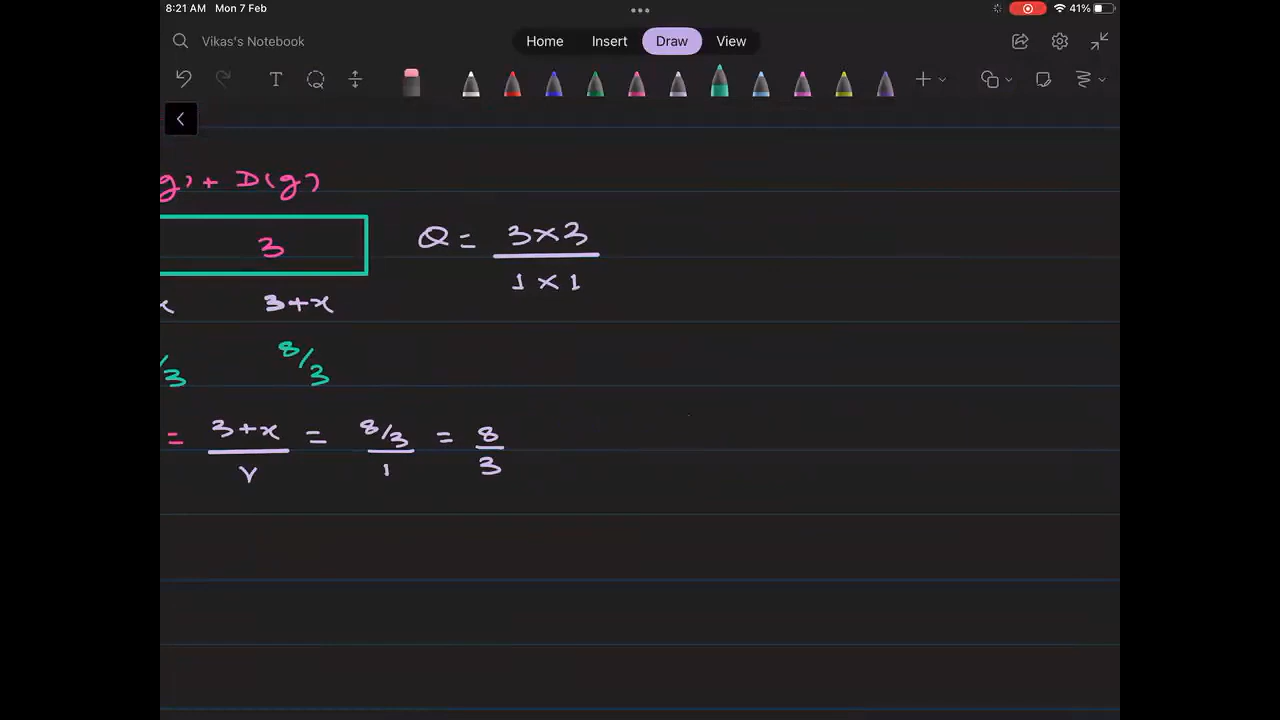 8:21 AM Mon 7 Feb 41%
Vikas's Notebook Home Insert Draw View
g) + D(g)
3
Q = 3×3 / 1×1
x 3+x
/3 8/3
= 3+x / V = 8/3 / 1 = 8/3